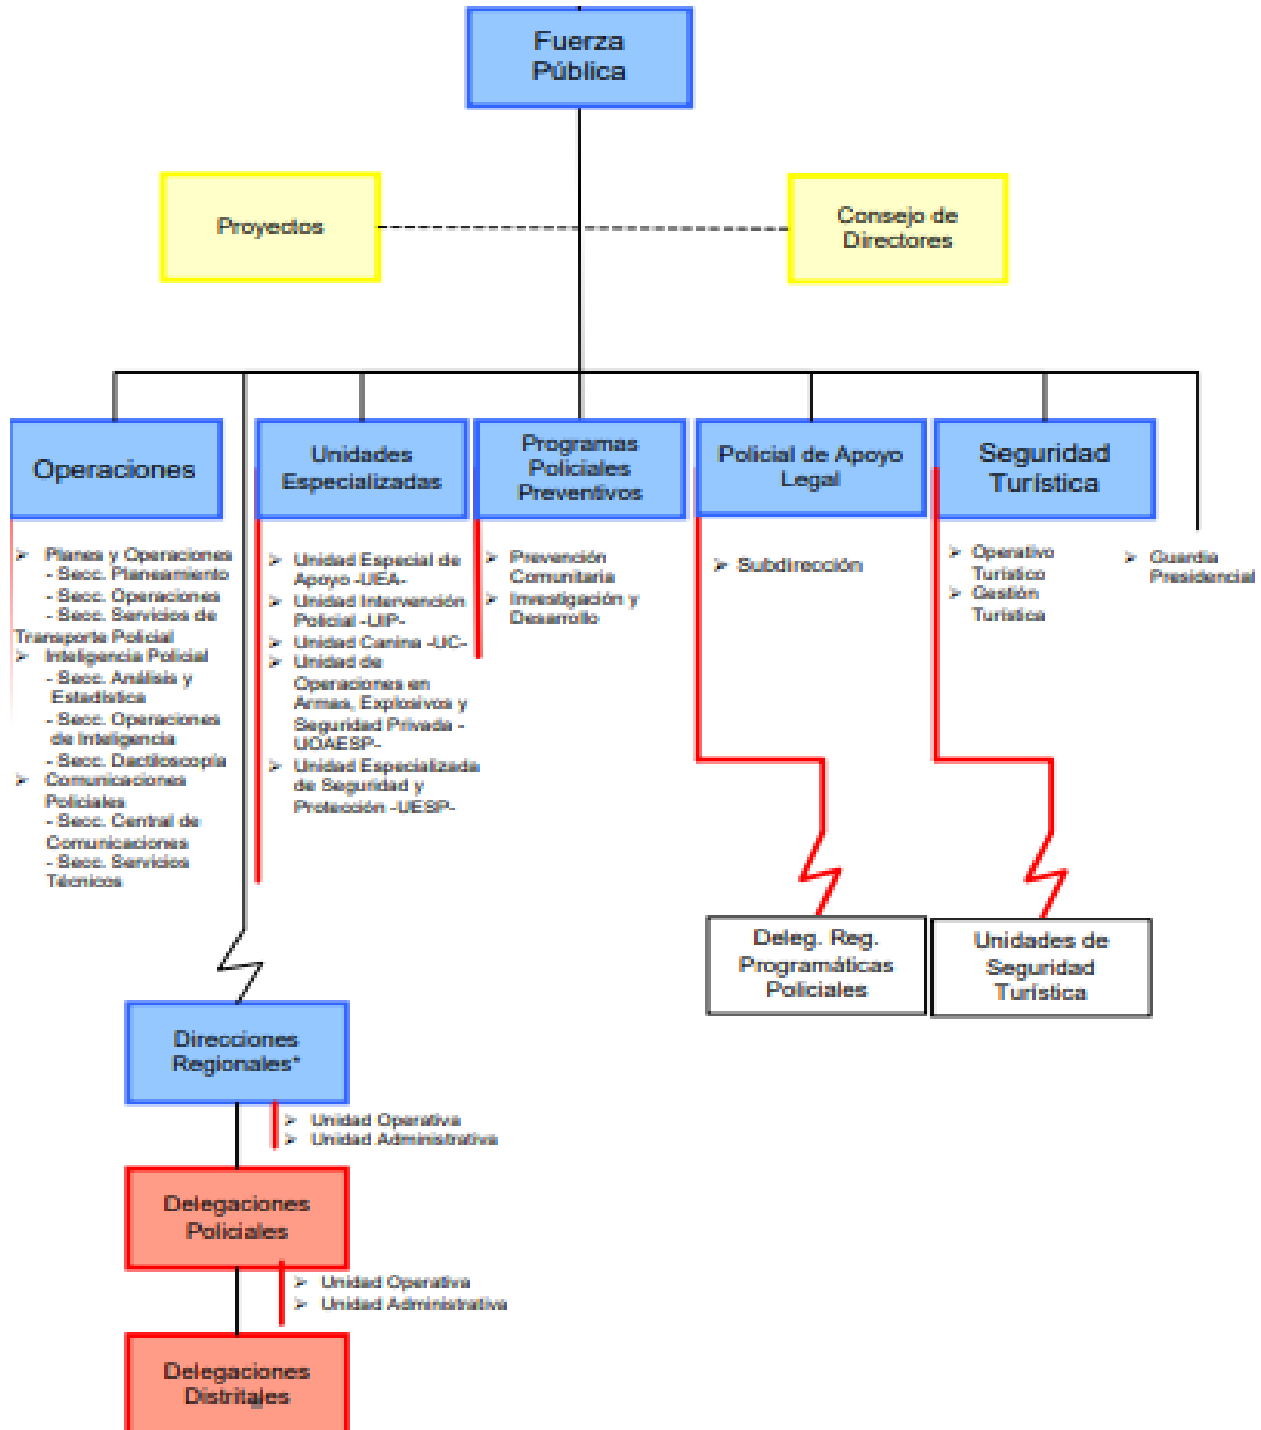 Fuerza
Pública
Proyectos
Consejo de
Directores
Operaciones
Unidades
Especializadas
Programas
Policiales
Preventivos
Policial de Apoyo
Legal
Seguridad
Turística
➢ Planes y Operaciones
- Secc. Planeamiento
- Secc. Operaciones
- Secc. Servicios de
Transporte Policial
➢ Inteligencia Policial
- Secc. Análisis y
Estadística
- Secc. Operaciones
de Inteligencia
- Secc. Dactiloscopía
➢ Comunicaciones
Policiales
- Secc. Central de
Comunicaciones
- Secc. Servicios
Técnicos
➢ Unidad Especial de
Apoyo -UEA-
➢ Unidad Intervención
Policial -UIP-
➢ Unidad Canina -UC-
➢ Unidad de
Operaciones en
Armas, Explosivos y
Seguridad Privada -
UOAESP-
➢ Unidad Especializada
de Seguridad y
Protección -UESP-
➢ Prevención
Comunitaria
➢ Investigación y
Desarrollo
➢ Subdirección
➢ Operativo
Turístico
➢ Gestión
Turística
➢ Guardia
Presidencial
Deleg. Reg.
Programáticas
Policiales
Unidades de
Seguridad
Turística
Direcciones
Regionales*
➢ Unidad Operativa
➢ Unidad Administrativa
Delegaciones
Policiales
➢ Unidad Operativa
➢ Unidad Administrativa
Delegaciones
Distritales